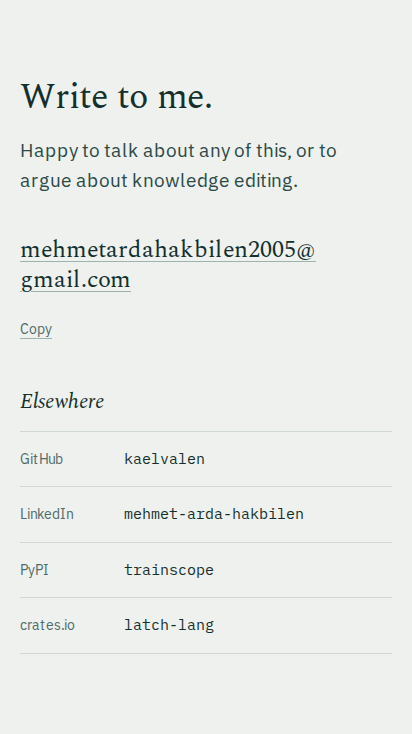 Write to me.
Happy to talk about any of this, or to
argue about knowledge editing.
mehmetardahakbilen2005@
gmail.com
Copy
Elsewhere
GitHub kaelvalen
LinkedIn mehmet-arda-hakbilen
PyPI trainscope
crates.io latch-lang